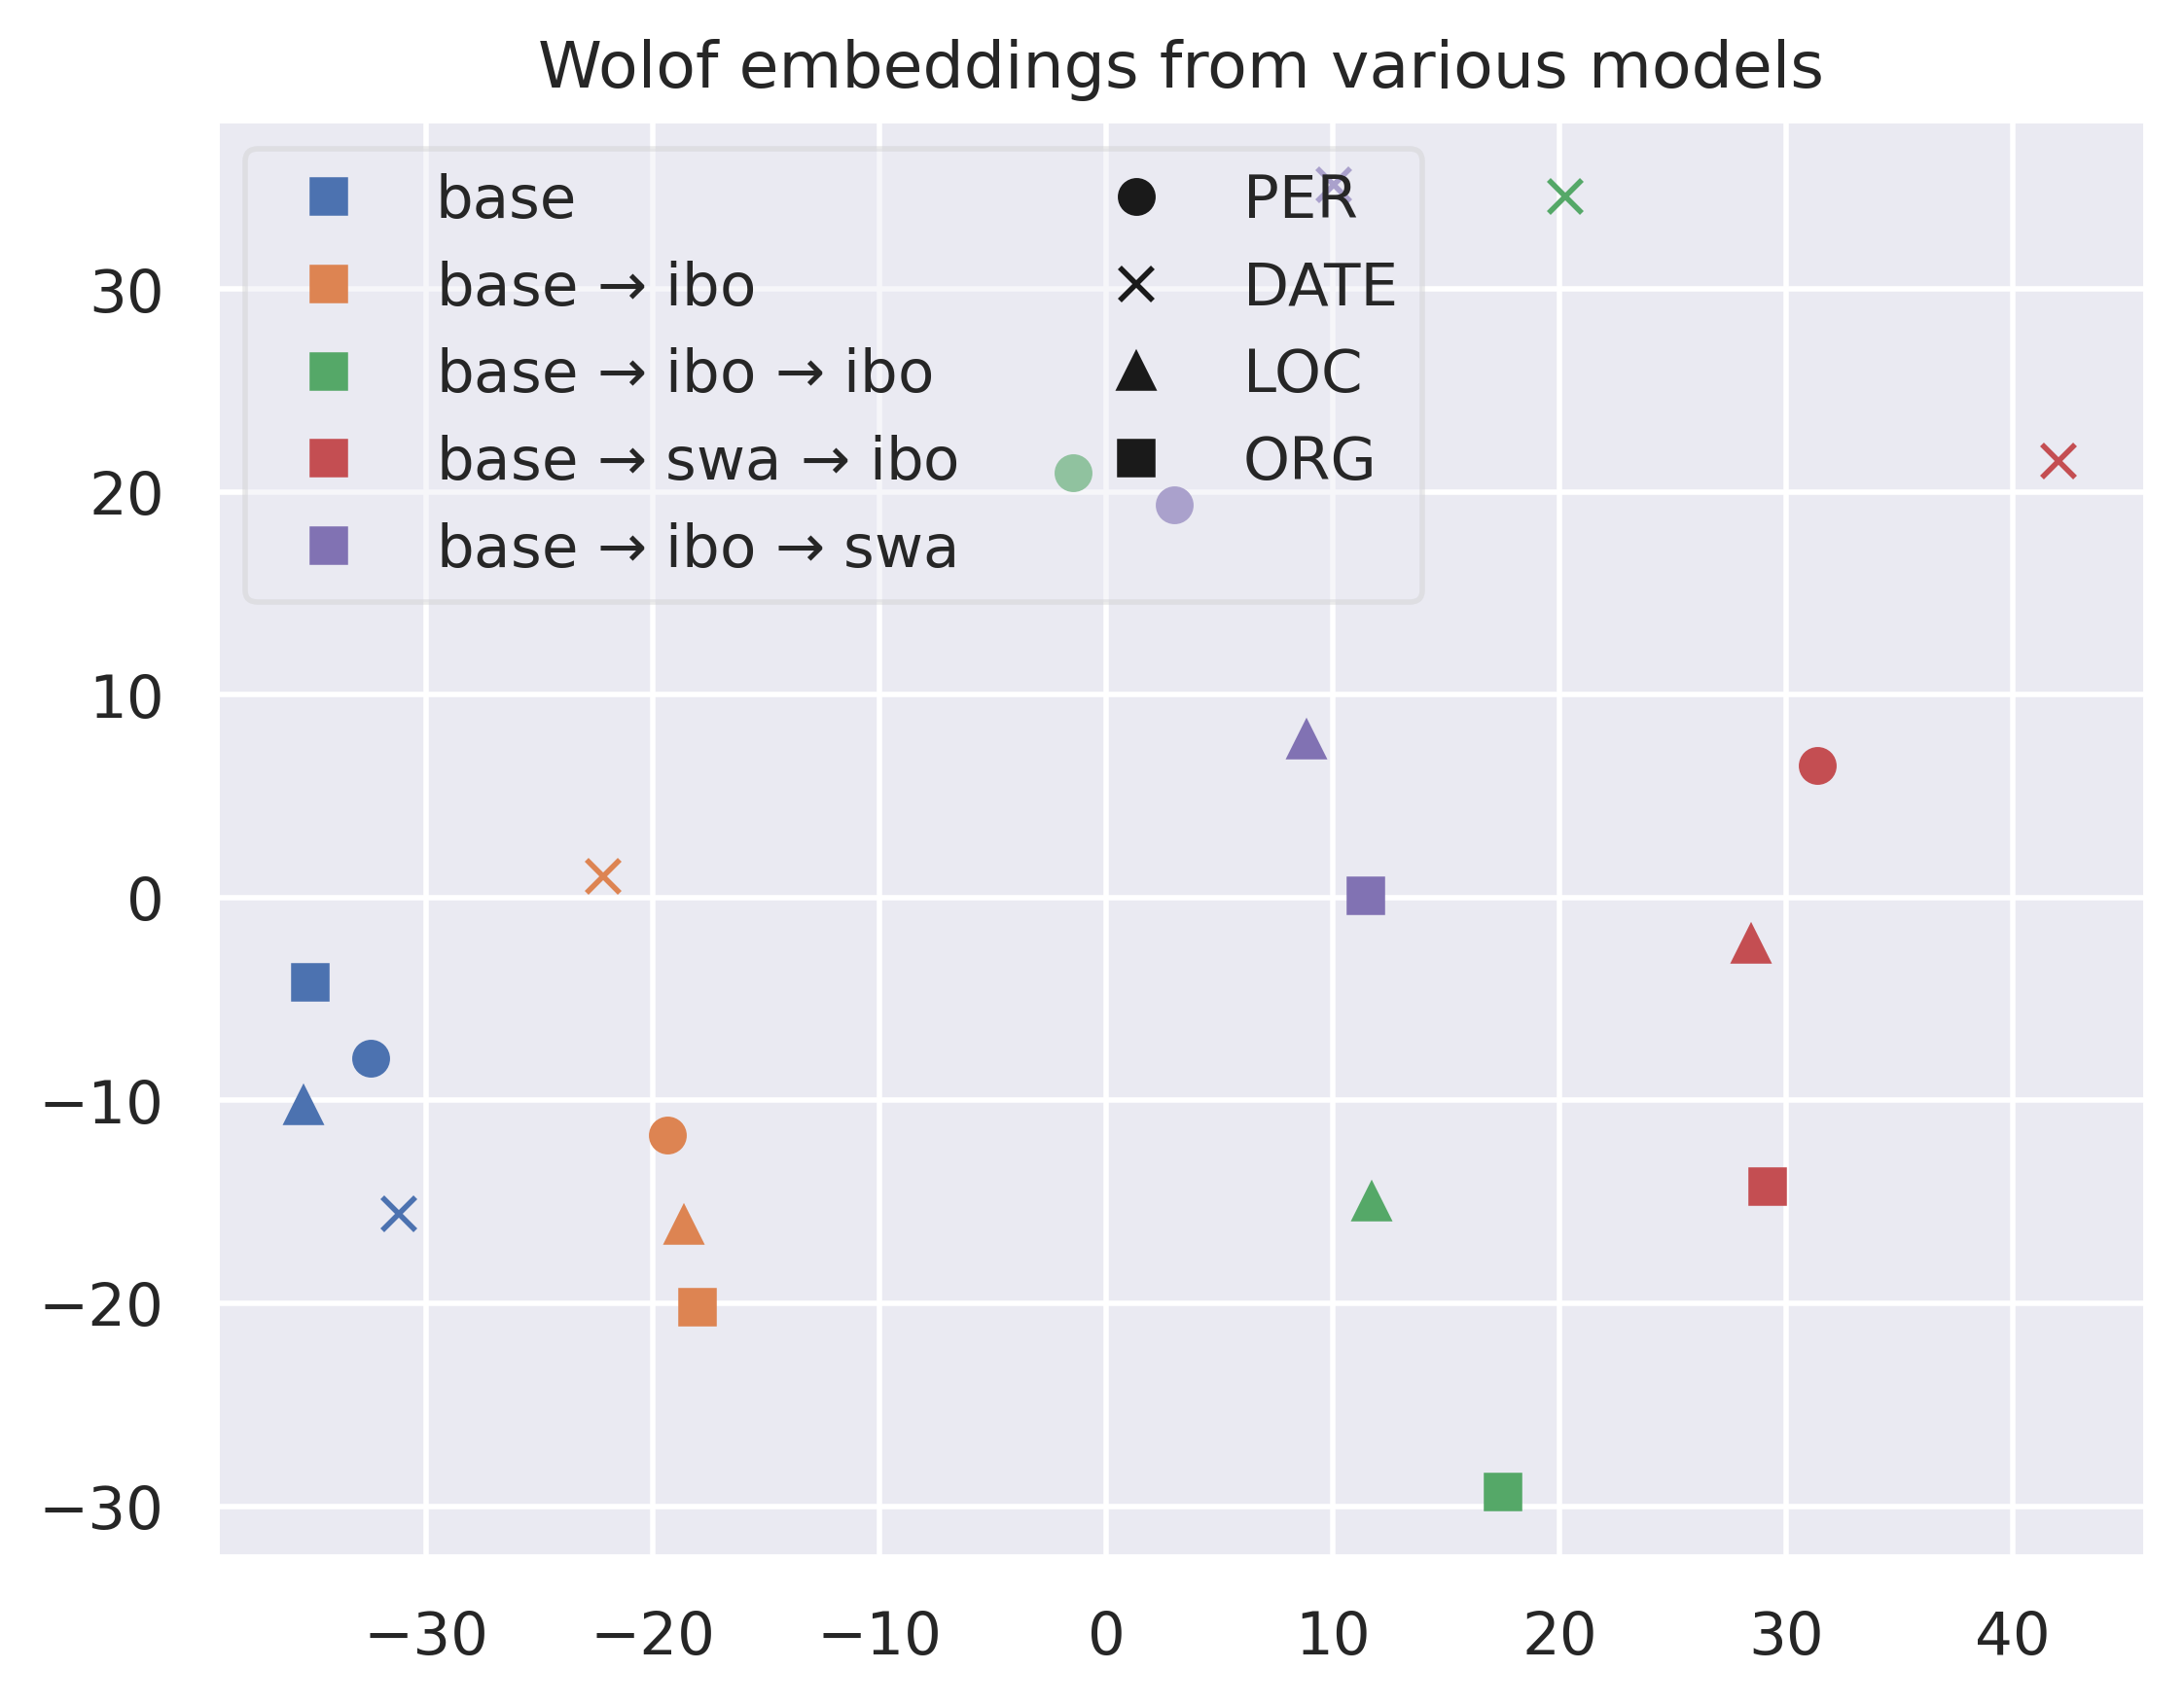 Wolof embeddings from various models
base
base → ibo
base → ibo → ibo
base → swa → ibo
base → ibo → swa
PER
DATE
LOC
ORG
30
20
10
0
−10
−20
−30
−30 −20 −10 0 10 20 30 40